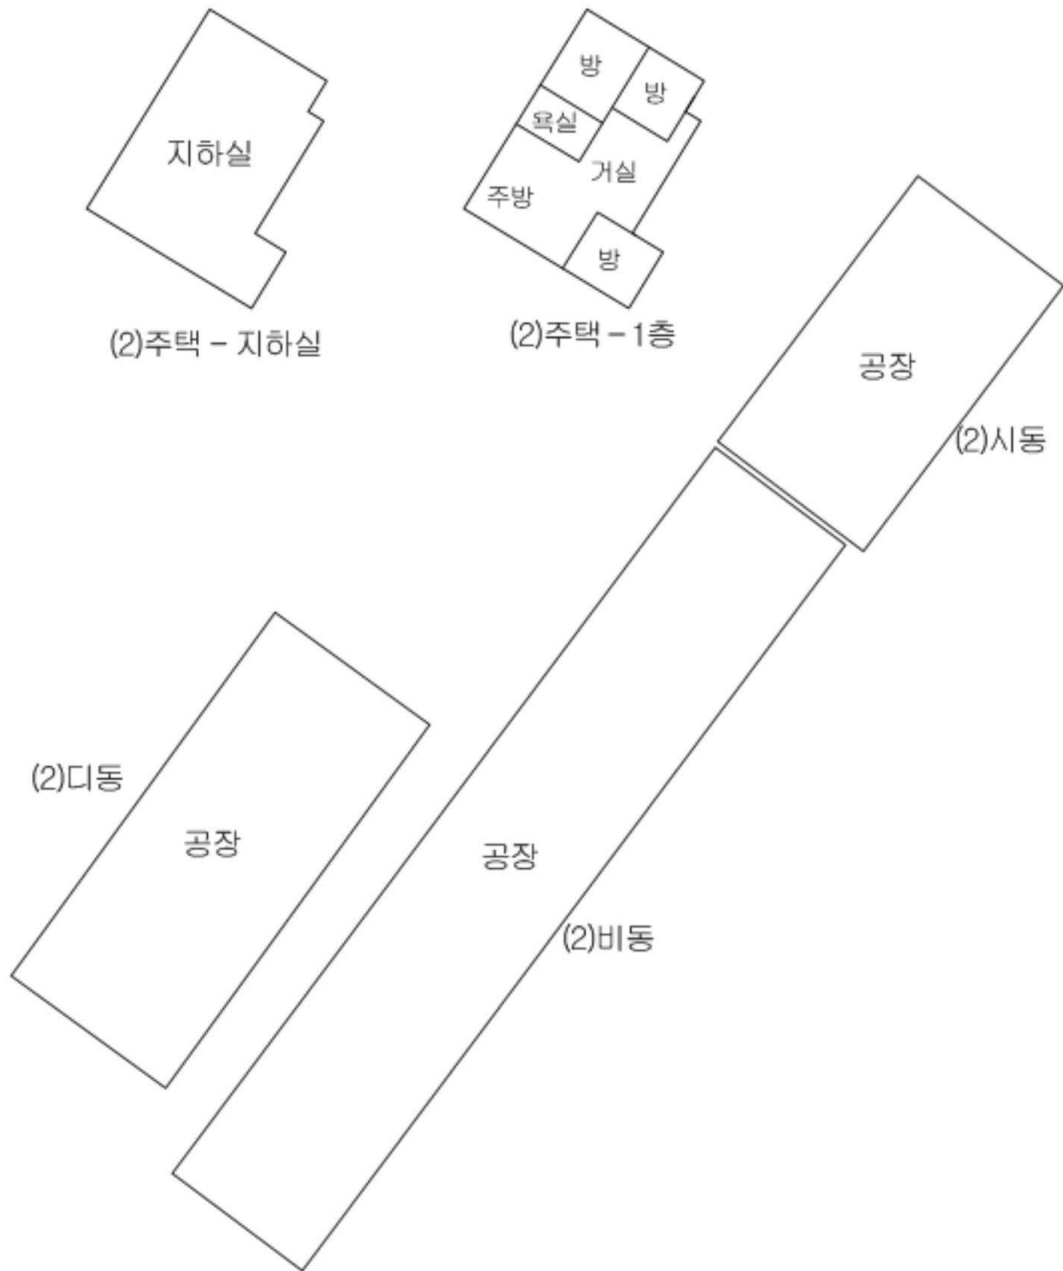 방
방
욕실
지하실
거실
주방
방
(2)주택 – 지하실
(2)주택 – 1층
공장
(2)시동
(2)디동
공장
공장
(2)비동